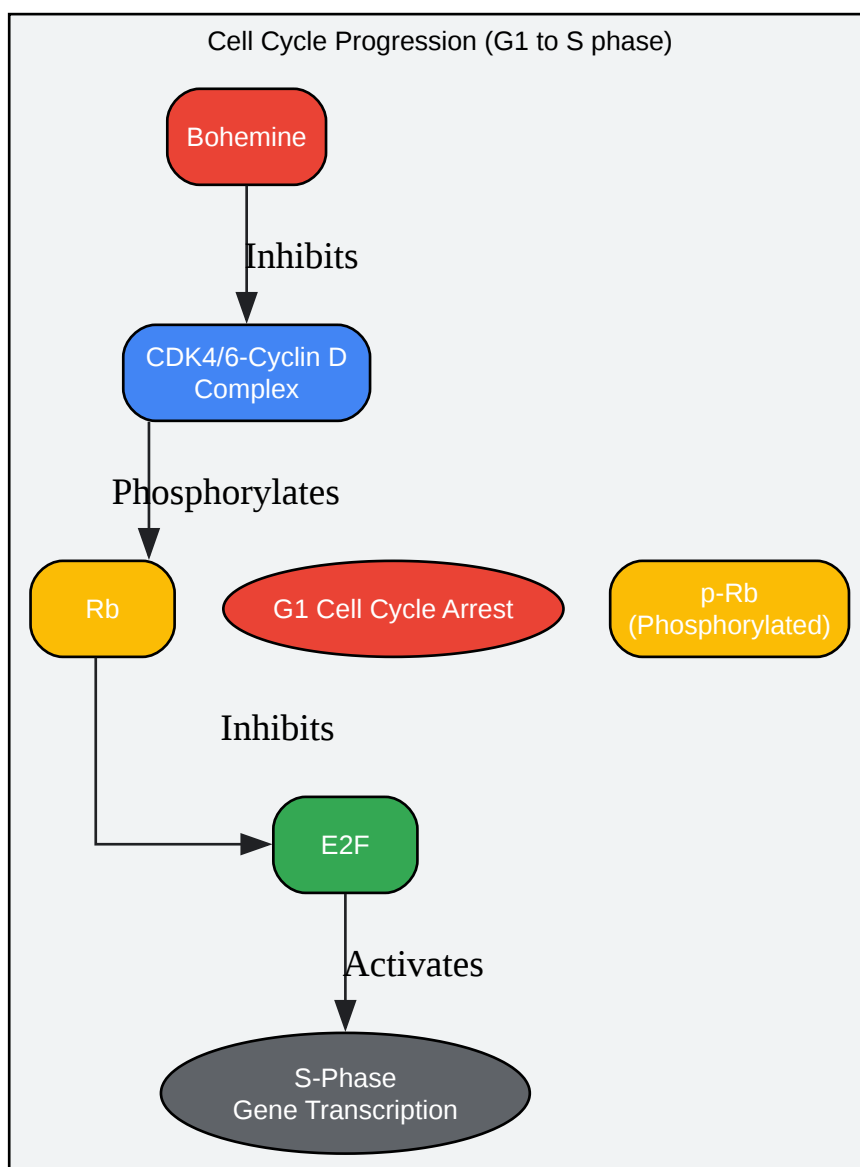 Cell Cycle Progression (G1 to S phase)
Bohemine
Inhibits
CDK4/6-Cyclin D
Complex
Phosphorylates
Rb
G1 Cell Cycle Arrest
p-Rb
(Phosphorylated)
Inhibits
E2F
Activates
S-Phase
Gene Transcription